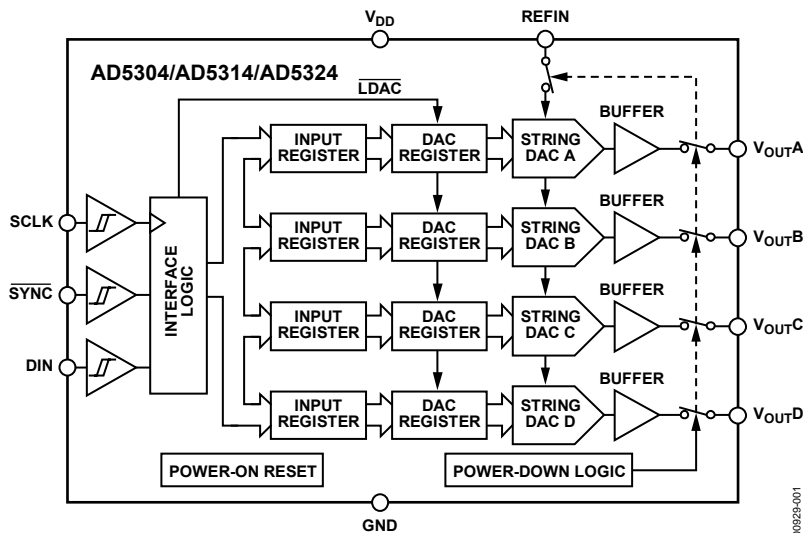 VDD
REFIN
AD5304/AD5314/AD5324
LDAC
INPUT
REGISTER
DAC
REGISTER
STRING
DAC A
BUFFER
VOUTA
SCLK
INPUT
REGISTER
DAC
REGISTER
STRING
DAC B
BUFFER
VOUTB
SYNC
INTERFACE
LOGIC
INPUT
REGISTER
DAC
REGISTER
STRING
DAC C
BUFFER
VOUTC
DIN
INPUT
REGISTER
DAC
REGISTER
STRING
DAC D
BUFFER
VOUTD
POWER-ON RESET
POWER-DOWN LOGIC
GND
00929-001